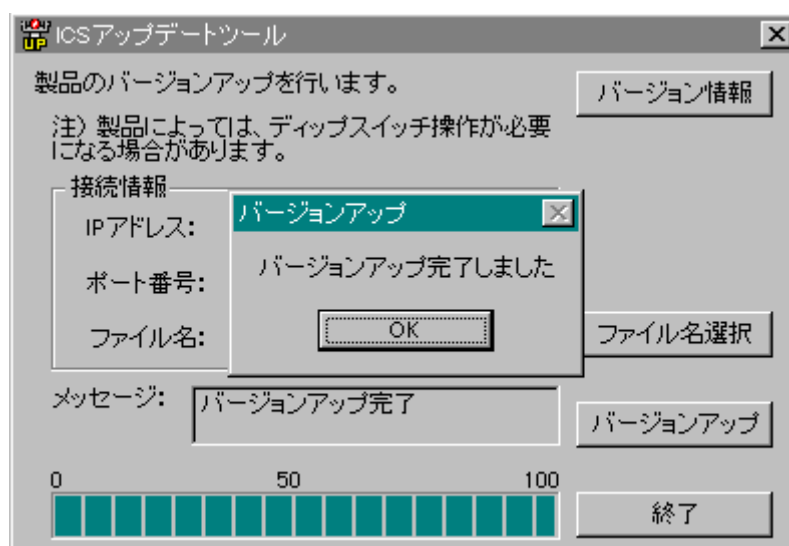 ICSアップデートツール
製品のバージョンアップを行います。
バージョン情報
注）製品によっては、ディップスイッチ操作が必要
になる場合があります。
接続情報
IPアドレス:
ポート番号:
ファイル名:
バージョンアップ
バージョンアップ完了しました
OK
ファイル名選択
メッセージ:
バージョンアップ完了
バージョンアップ
0 50 100
終了